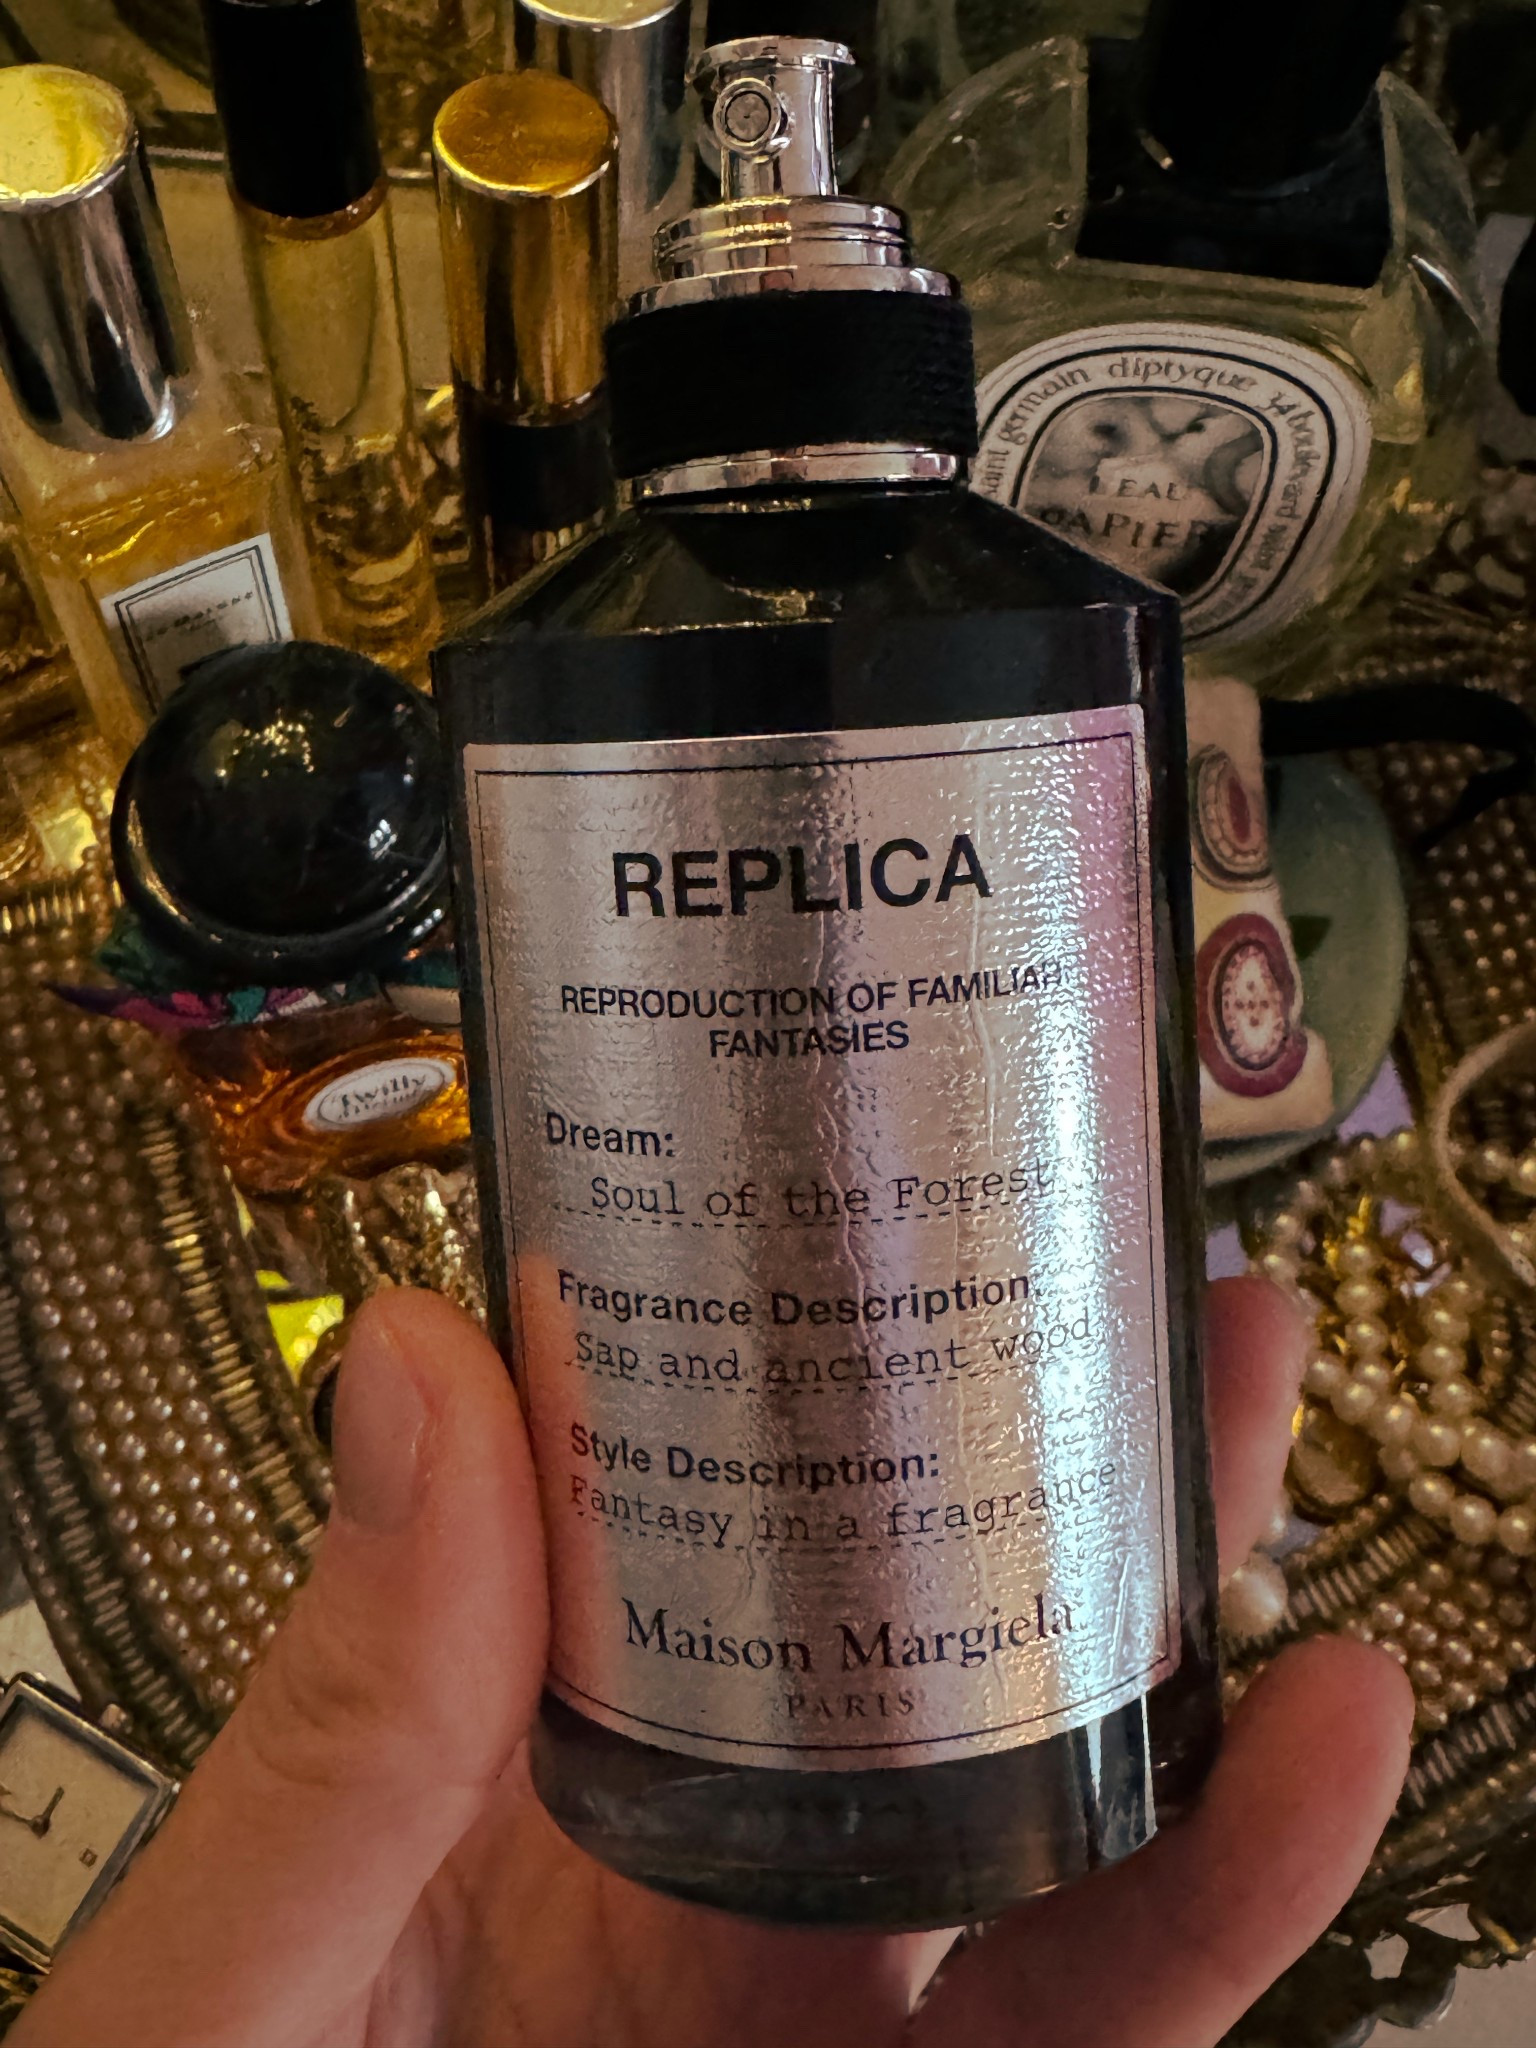 REPLICA
REPRODUCTION OF FAMILIAR
FANTASIES
Dream:
Soul of the Forest
Fragrance Description:
Sap and ancient wood
Style Description:
Fantasy in a fragrance
Maison Margiela
PARIS
saint germain diptyque 34 boulevard
L'EAU
PAPIER
Twilly